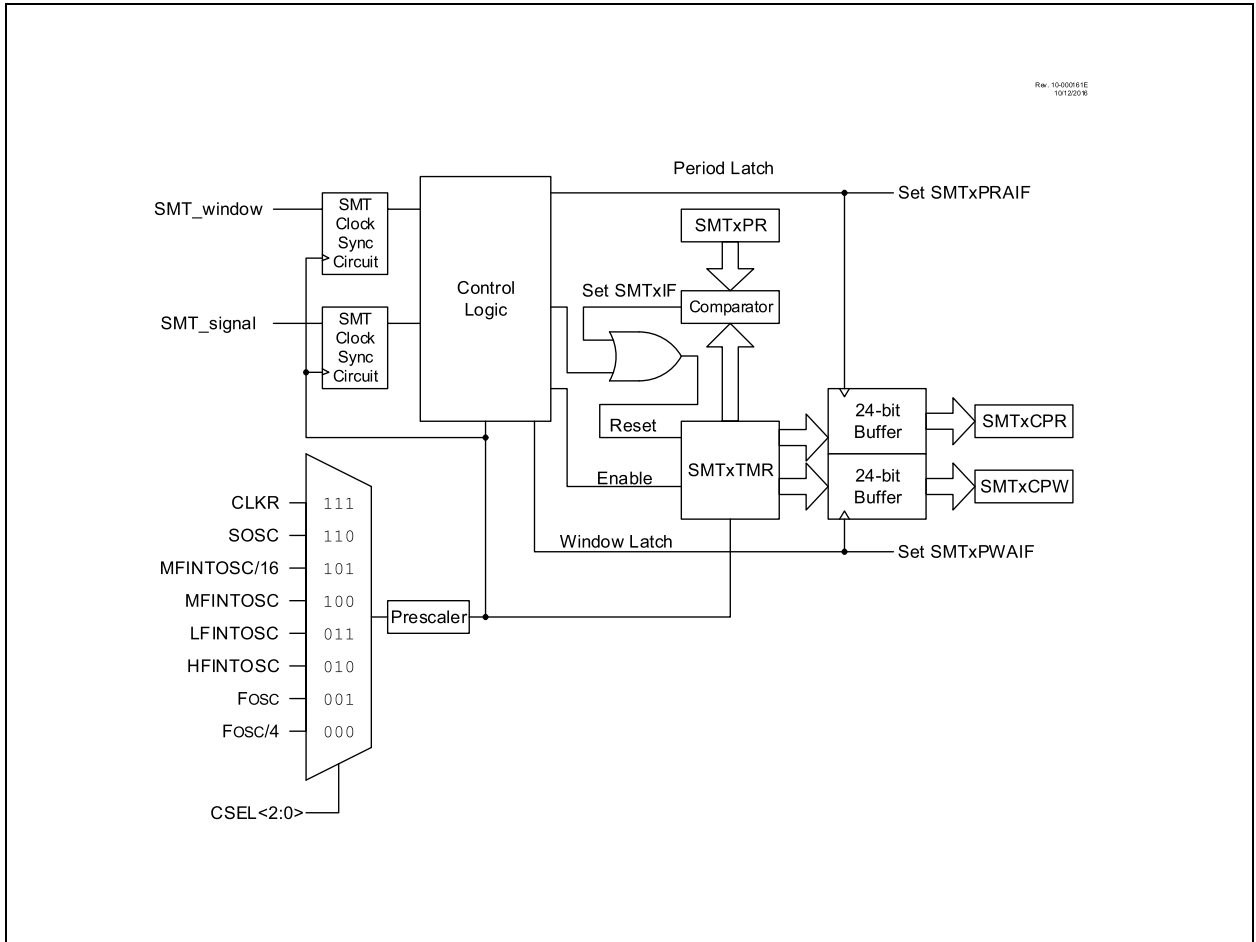 Rev. 10-000161E
10/12/2016
Period Latch
Set SMTxPRAIF
SMT_window
SMT
Clock
Sync
Circuit
SMTxPR
Control
Logic
Set SMTxIF
Comparator
SMT_signal
SMT
Clock
Sync
Circuit
Reset
24-bit
Buffer
SMTxCPR
SMTxTMR
Enable
24-bit
Buffer
SMTxCPW
Window Latch
Set SMTxPWAIF
CLKR 111
SOSC 110
MFINTOSC/16 101
MFINTOSC 100
Prescaler
LFINTOSC 011
HFINTOSC 010
FOSC 001
FOSC/4 000
CSEL<2:0>